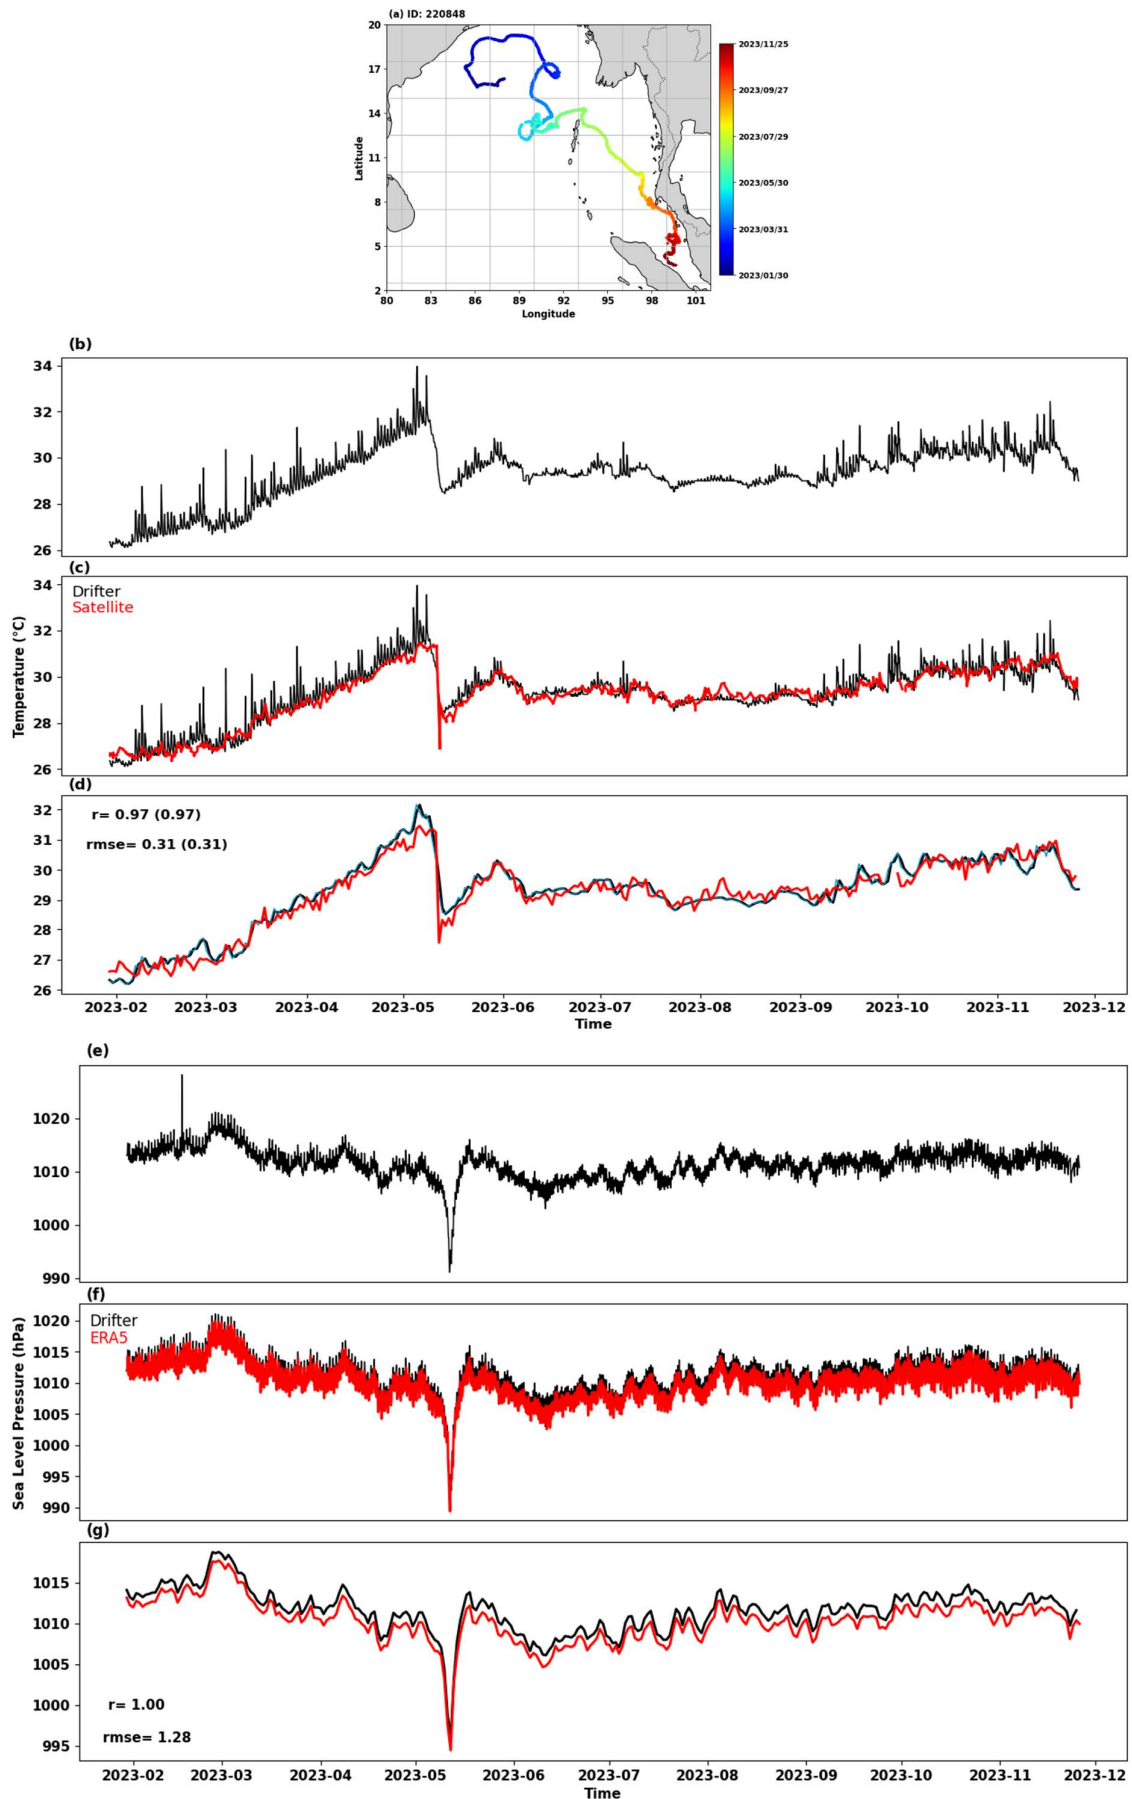 (a) ID: 220848
20
17
14
11
8
5
2
Latitude
80 83 86 89 92 95 98 101
Longitude
2023/11/25
2023/09/27
2023/07/29
2023/05/30
2023/03/31
2023/01/30
(b)
34
32
30
28
26
(c)
Drifter
Satellite
34
32
30
28
26
Temperature (°C)
(d)
r= 0.97 (0.97)
rmse= 0.31 (0.31)
32
31
30
29
28
27
26
2023-02 2023-03 2023-04 2023-05 2023-06 2023-07 2023-08 2023-09 2023-10 2023-11 2023-12
Time
(e)
1020
1010
1000
990
(f)
Drifter
ERA5
1020
1015
1010
1005
1000
995
990
Sea Level Pressure (hPa)
(g)
1015
1010
1005
1000
995
r= 1.00
rmse= 1.28
2023-02 2023-03 2023-04 2023-05 2023-06 2023-07 2023-08 2023-09 2023-10 2023-11 2023-12
Time